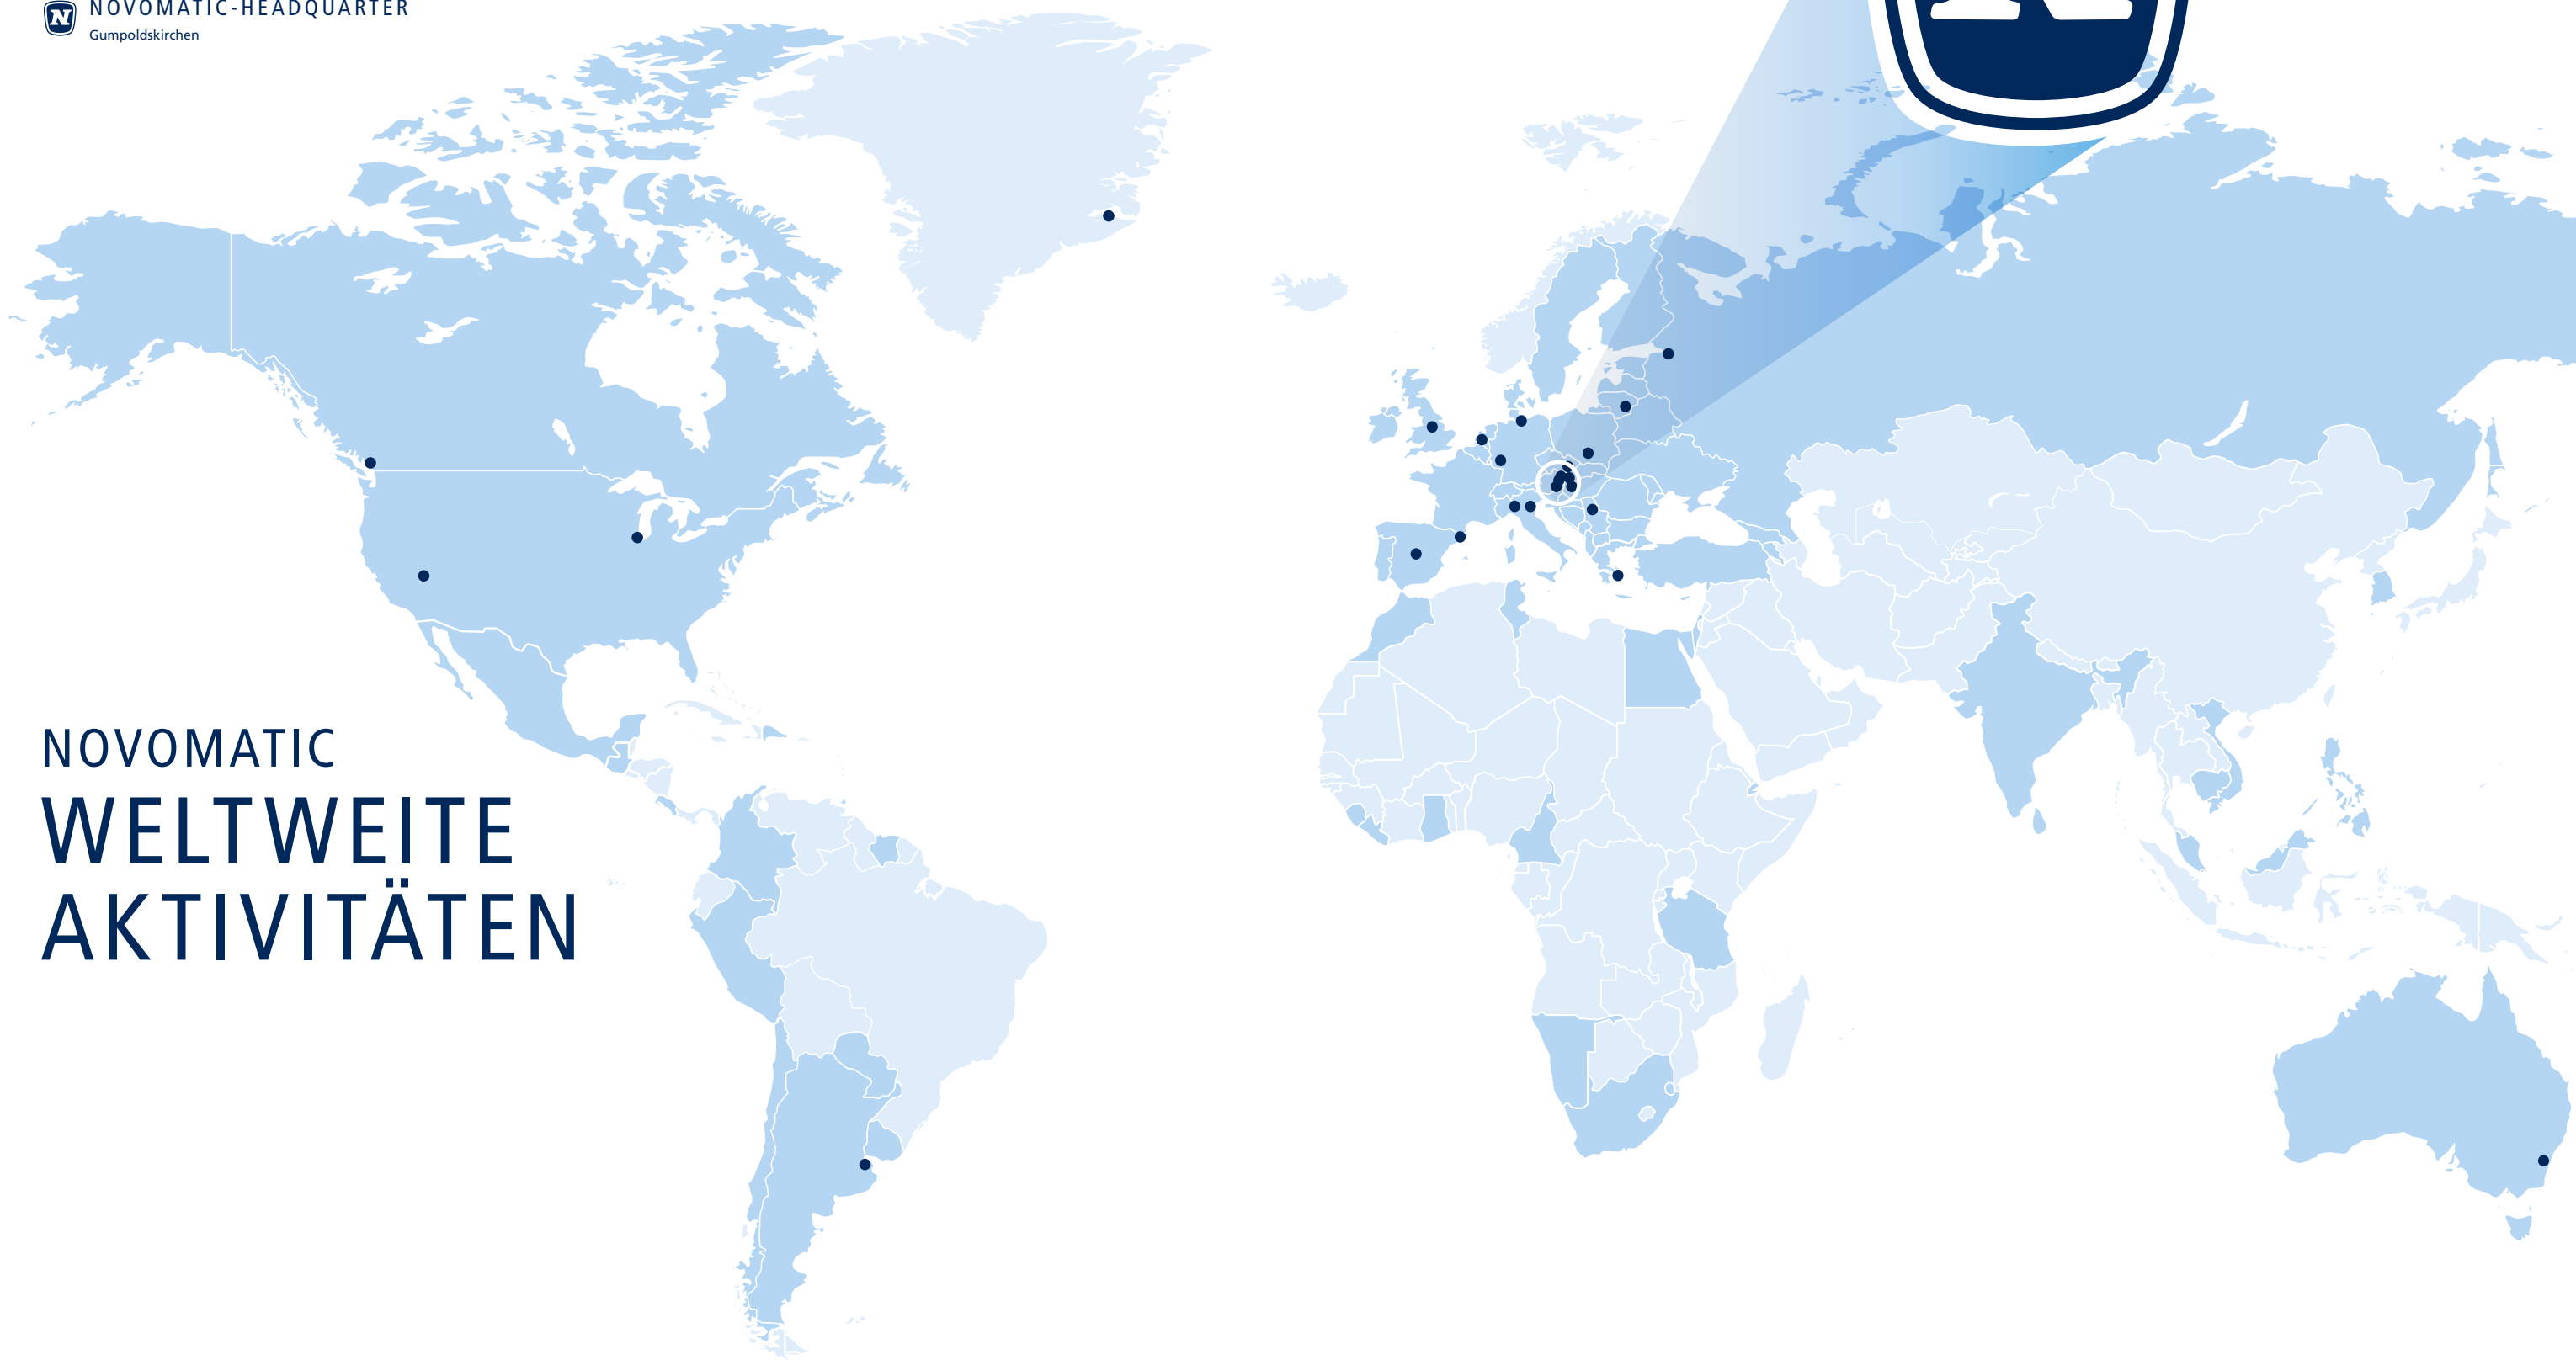 NOVOMATIC-HEADQUARTER
Gumpoldskirchen
NOVOMATIC
WELTWEITE
AKTIVITÄTEN